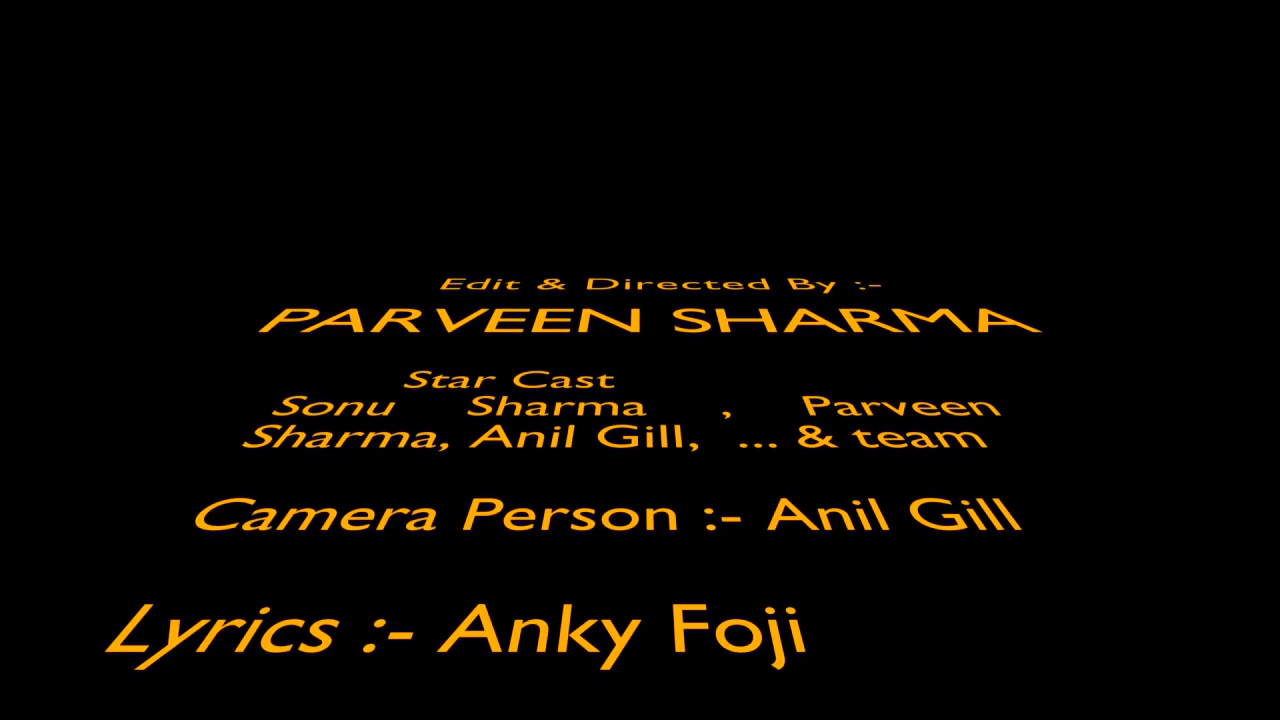 Edit & Directed By :-
PARVEEN SHARMA
Star Cast
Sonu Sharma , Parveen
Sharma, Anil Gill, ... & team
Camera Person :- Anil Gill
Lyrics :- Anky Foji